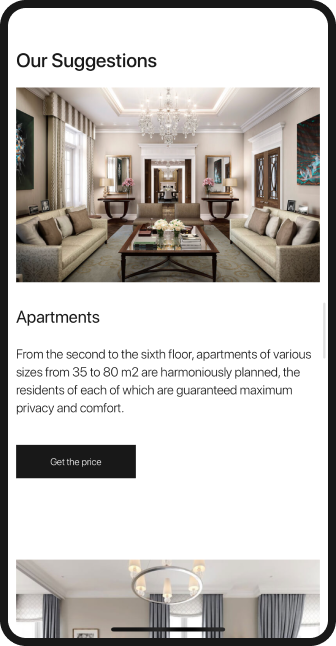 Our Suggestions
Apartments
From the second to the sixth floor, apartments of various
sizes from 35 to 80 m2 are harmoniously planned, the
residents of each of which are guaranteed maximum
privacy and comfort.
Get the price